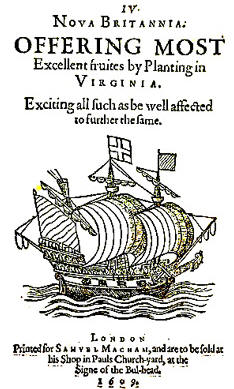 IV.
NOVA BRITANNIA.
OFFERING MOST
Excellent fruites by Planting in
VIRGINIA.
Exciting all such as be well affected
to further the same.
LONDON
Printed for SAMVEL MACHAM, and are to be sold at
his Shop in Pauls Church-yard, at the
Signe of the Bul-head.
1609.